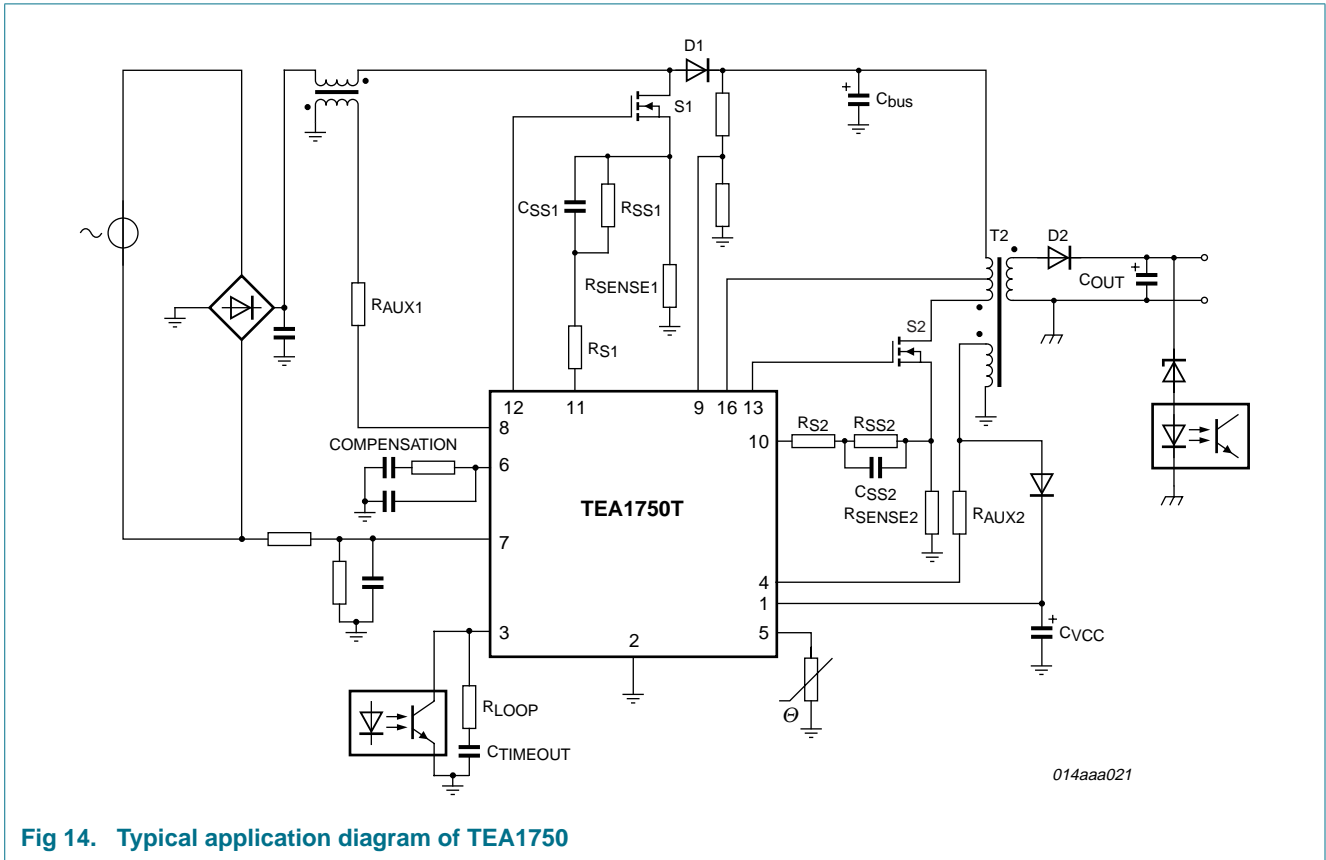 D1
S1
Cbus
CSS1
RSS1
RSENSE1
RAUX1
RS1
T2
D2
COUT
S2
12
11
9
16
13
8
COMPENSATION
6
10
RS2
RSS2
CSS2
RSENSE2
RAUX2
TEA1750T
7
4
1
3
2
5
CVCC
RLOOP
CTIMEOUT
Θ
014aaa021
Fig 14. Typical application diagram of TEA1750